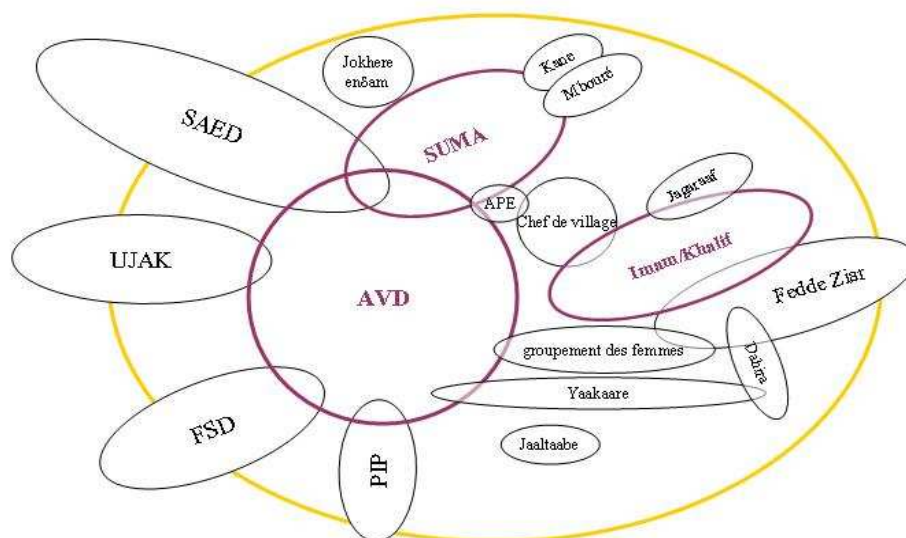 Jokhere
enδam
Kane
M'bouré
SAED
SUMA
APE
Chef de village
Jagaraaf
Imam/Khalif
UJAK
AVD
Fedde Zisr
groupement des femmes
Dahira
Yaakaare
FSD
Jaaltaabe
PIP